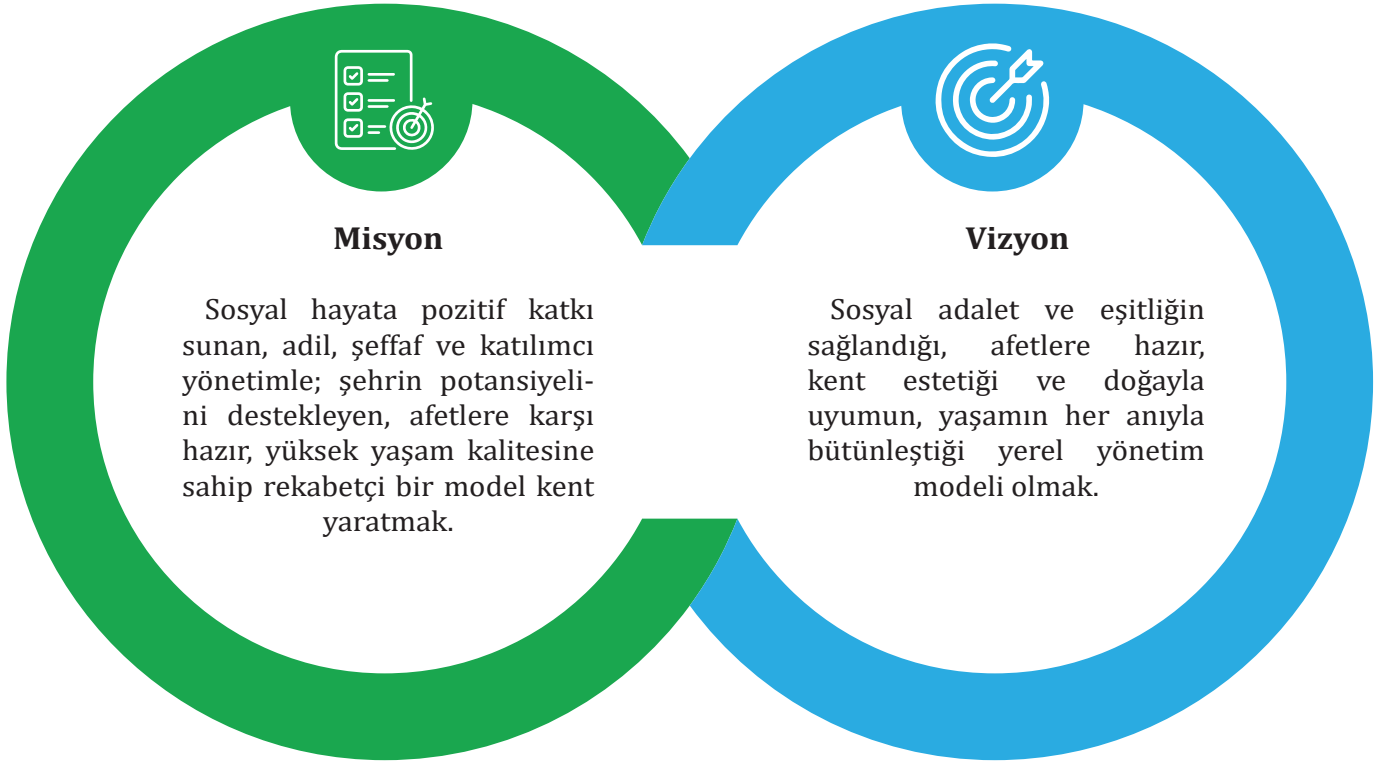 Misyon
Sosyal hayata pozitif katkı
sunan, adil, şeffaf ve katılımcı
yönetimle; şehrin potansiyeli-
ni destekleyen, afetlere karşı
hazır, yüksek yaşam kalitesine
sahip rekabetçi bir model kent
yaratmak.
Vizyon
Sosyal adalet ve eşitliğin
sağlandığı, afetlere hazır,
kent estetiği ve doğayla
uyumun, yaşamın her anıyla
bütünleştiği yerel yönetim
modeli olmak.